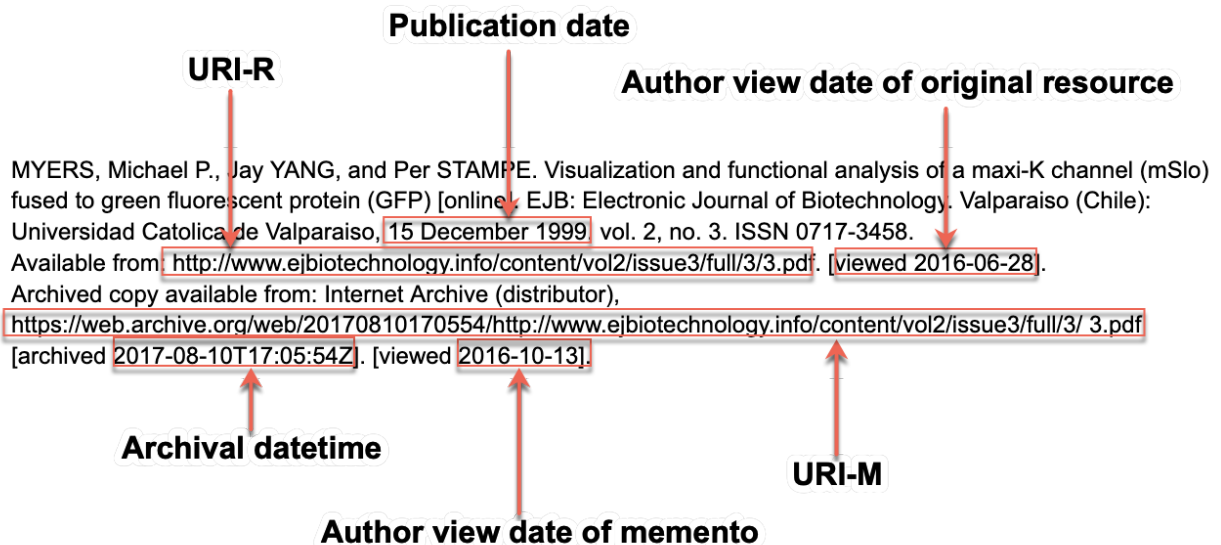 Publication date
URI-R
Author view date of original resource
MYERS, Michael P., Jay YANG, and Per STAMPE. Visualization and functional analysis of a maxi-K channel (mSlo)
fused to green fluorescent protein (GFP) [online]. EJB: Electronic Journal of Biotechnology. Valparaiso (Chile):
Universidad Catolica de Valparaiso, 15 December 1999, vol. 2, no. 3. ISSN 0717-3458.
Available from: http://www.ejbiotechnology.info/content/vol2/issue3/full/3/3.pdf. [viewed 2016-06-28].
Archived copy available from: Internet Archive (distributor),
https://web.archive.org/web/20170810170554/http://www.ejbiotechnology.info/content/vol2/issue3/full/3/ 3.pdf
[archived 2017-08-10T17:05:54Z]. [viewed 2016-10-13].
Archival datetime
URI-M
Author view date of memento